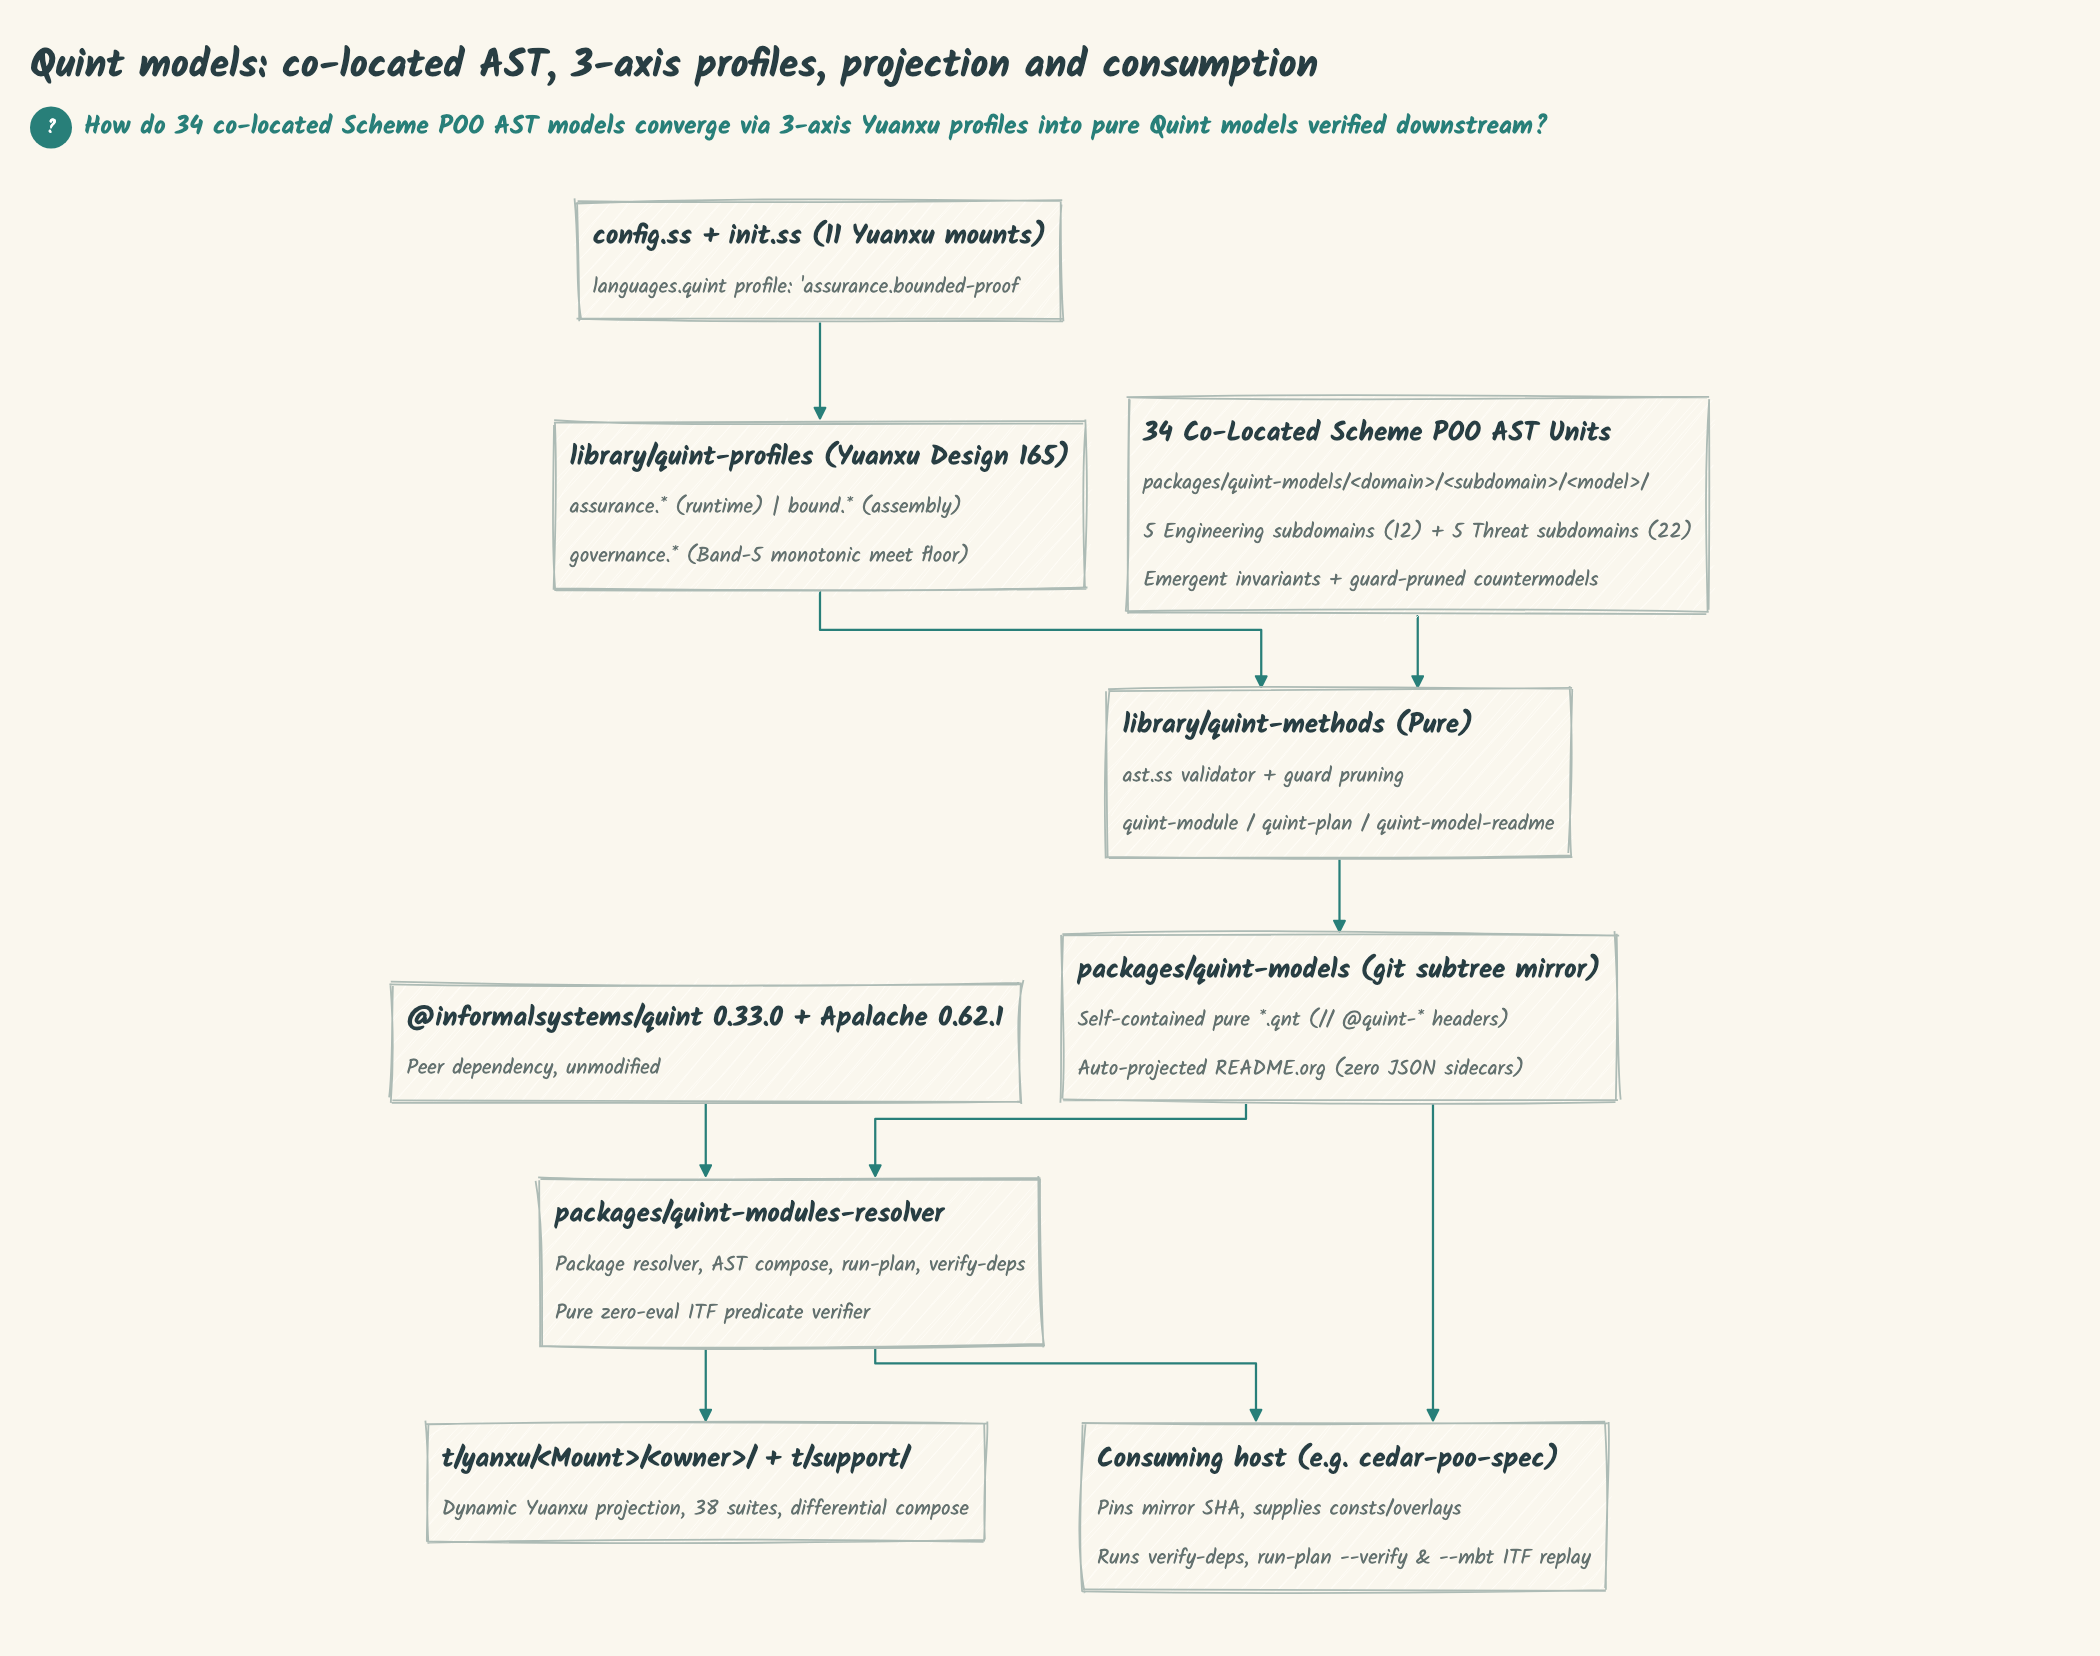 Quint models: co-located AST, 3-axis profiles, projection and consumption
? How do 34 co-located Scheme POO AST models converge via 3-axis Yuanxu profiles into pure Quint models verified downstream?
config.ss + init.ss (11 Yuanxu mounts)
languages.quint profile: 'assurance.bounded-proof
library/quint-profiles (Yuanxu Design 165)
assurance.* (runtime) | bound.* (assembly)
governance.* (Band-5 monotonic meet floor)
34 Co-Located Scheme POO AST Units
packages/quint-models/<domain>/<subdomain>/<model>/
5 Engineering subdomains (12) + 5 Threat subdomains (22)
Emergent invariants + guard-pruned countermodels
library/quint-methods (Pure)
ast.ss validator + guard pruning
quint-module / quint-plan / quint-model-readme
packages/quint-models (git subtree mirror)
Self-contained pure *.qnt (// @quint-* headers)
Auto-projected README.org (zero JSON sidecars)
@informalsystems/quint 0.33.0 + Apalache 0.62.1
Peer dependency, unmodified
packages/quint-modules-resolver
Package resolver, AST compose, run-plan, verify-deps
Pure zero-eval ITF predicate verifier
t/yanxu/<Mount>/<owner>/ + t/support/
Dynamic Yuanxu projection, 38 suites, differential compose
Consuming host (e.g. cedar-poo-spec)
Pins mirror SHA, supplies consts/overlays
Runs verify-deps, run-plan --verify & --mbt ITF replay